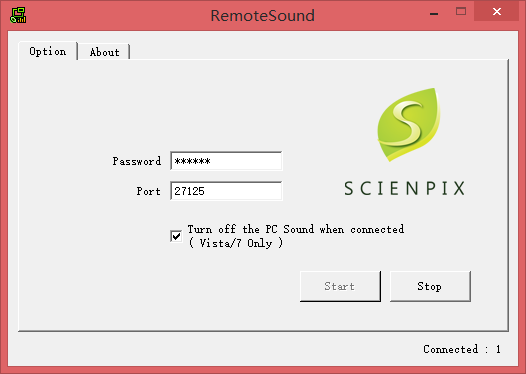 RemoteSound
Option
About
Password ******
Port 27125
Turn off the PC Sound when connected
( Vista/7 Only )
S
SCIENPIX
Start
Stop
Connected : 1